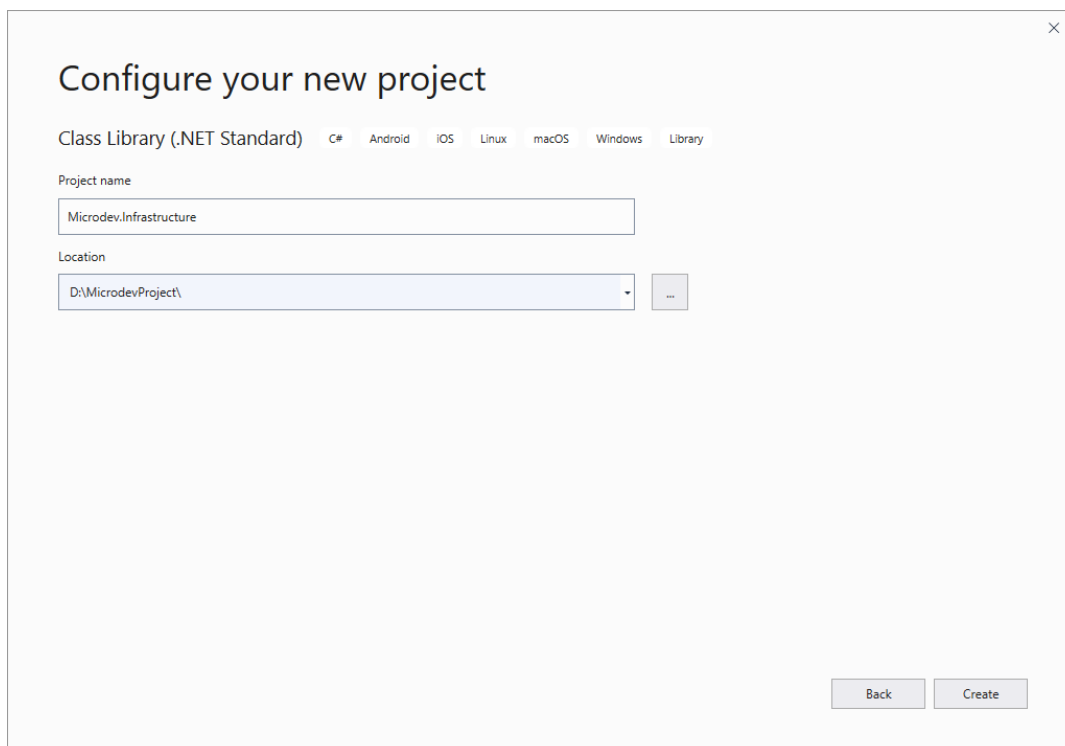 Configure your new project
Class Library (.NET Standard) C# Android iOS Linux macOS Windows Library
Project name
Microdev.Infrastructure
Location
D:\MicrodevProject\ ...
Back Create